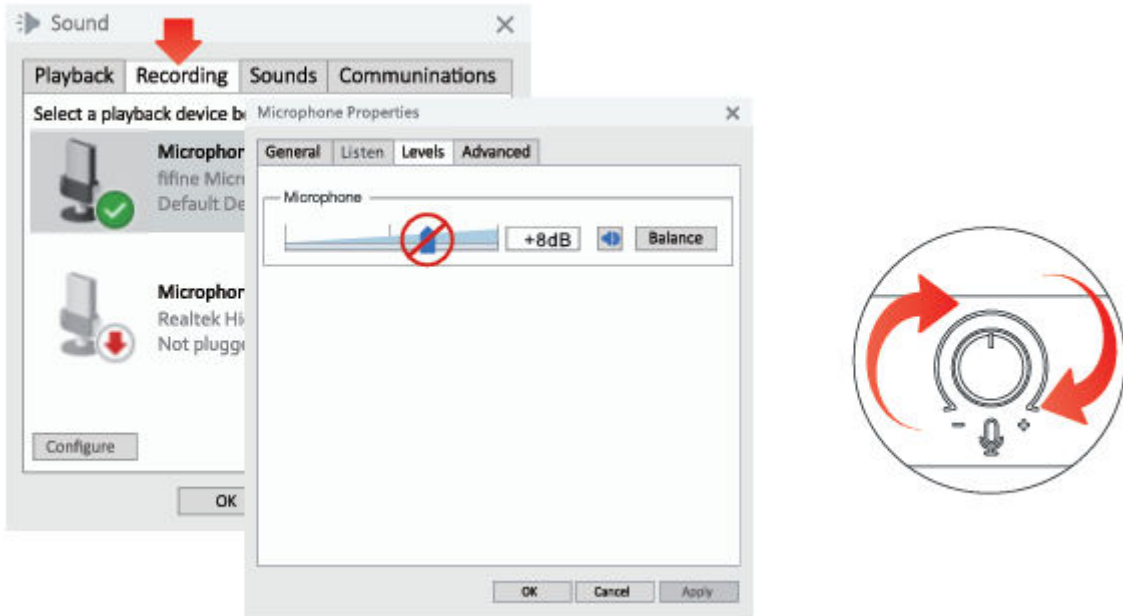 Sound
Playback Recording Sounds Communinations
Select a playback device b
Microphor
fifine Micr
Default De
Microphor
Realtek Hi
Not plugge
Configure
OK
Microphone Properties
General Listen Levels Advanced
Microphone
+8dB Balance
OK Cancel Apply
- +